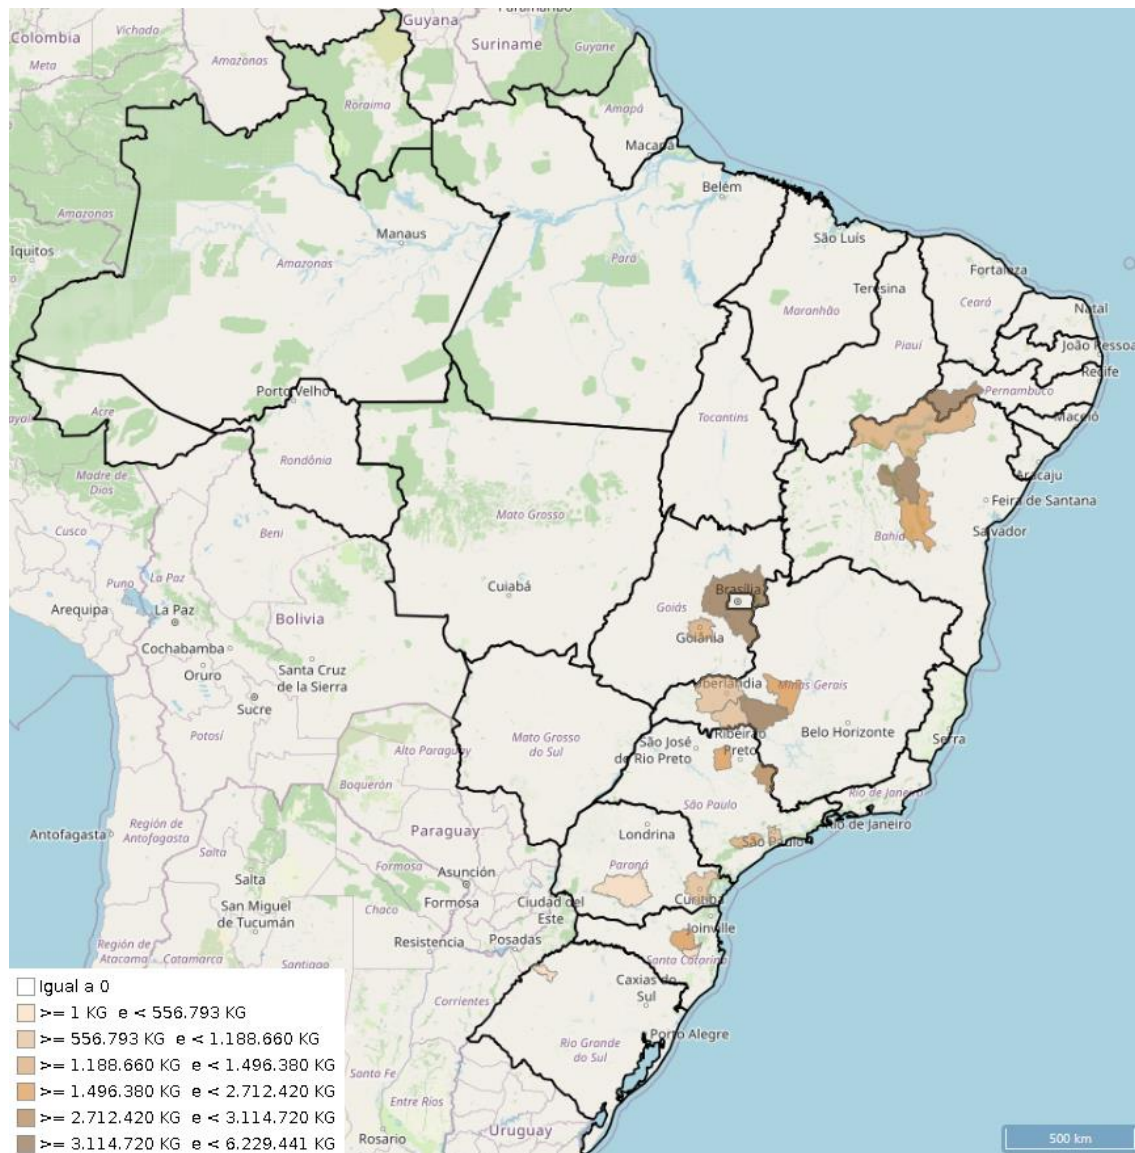 Paramaribo
Guyana
Colombia
Vichada
Suriname
Guyane
Meta
Amazonas
Roraima
Amapá
Macapá
Belém
Amazonas
Manaus
São Luís
Iquitos
Amazonas
Pará
Fortaleza
Teresina
Maranhão
Ceará
Natal
Piauí
João Pessoa
Recife
Porto Velho
Pernambuco
Acre
Tocantins
Maceió
Rondônia
Madre de
Dios
Aracaju
Feira de Santana
Mato Grosso
Cusco
Beni
Bahia
Salvador
Puno
La Paz
Cuiabá
Brasília
Arequipa
La Paz
Goiás
Bolivia
Goiânia
Cochabamba
Oruro
Santa Cruz
de la Sierra
Uberlândia
Minas Gerais
Sucre
Potosí
Mato Grosso
do Sul
Alto Paraguay
São José
do Rio Preto
Ribeirão
Preto
Belo Horizonte
Serra
Boquerón
São Paulo
Rio de Janeiro
Antofagasta
Región de
Antofagasta
Paraguay
Londrina
São Paulo
Rio de Janeiro
Salta
Salta
Formosa
Asunción
Paraná
San Miguel
de Tucumán
Chaco
Formosa
Ciudad del
Este
Curitiba
Joinville
Región de
Atacama
Catamarca
Santiago
Resistencia
Posadas
Santa Catarina
Corrientes
Caxias do
Sul
Porto Alegre
Rio Grande
do Sul
Santa Fe
Entre Ríos
Rosario
Uruguay
Igual a 0
>= 1 KG e < 556.793 KG
>= 556.793 KG e < 1.188.660 KG
>= 1.188.660 KG e < 1.496.380 KG
>= 1.496.380 KG e < 2.712.420 KG
>= 2.712.420 KG e < 3.114.720 KG
>= 3.114.720 KG e < 6.229.441 KG
500 km